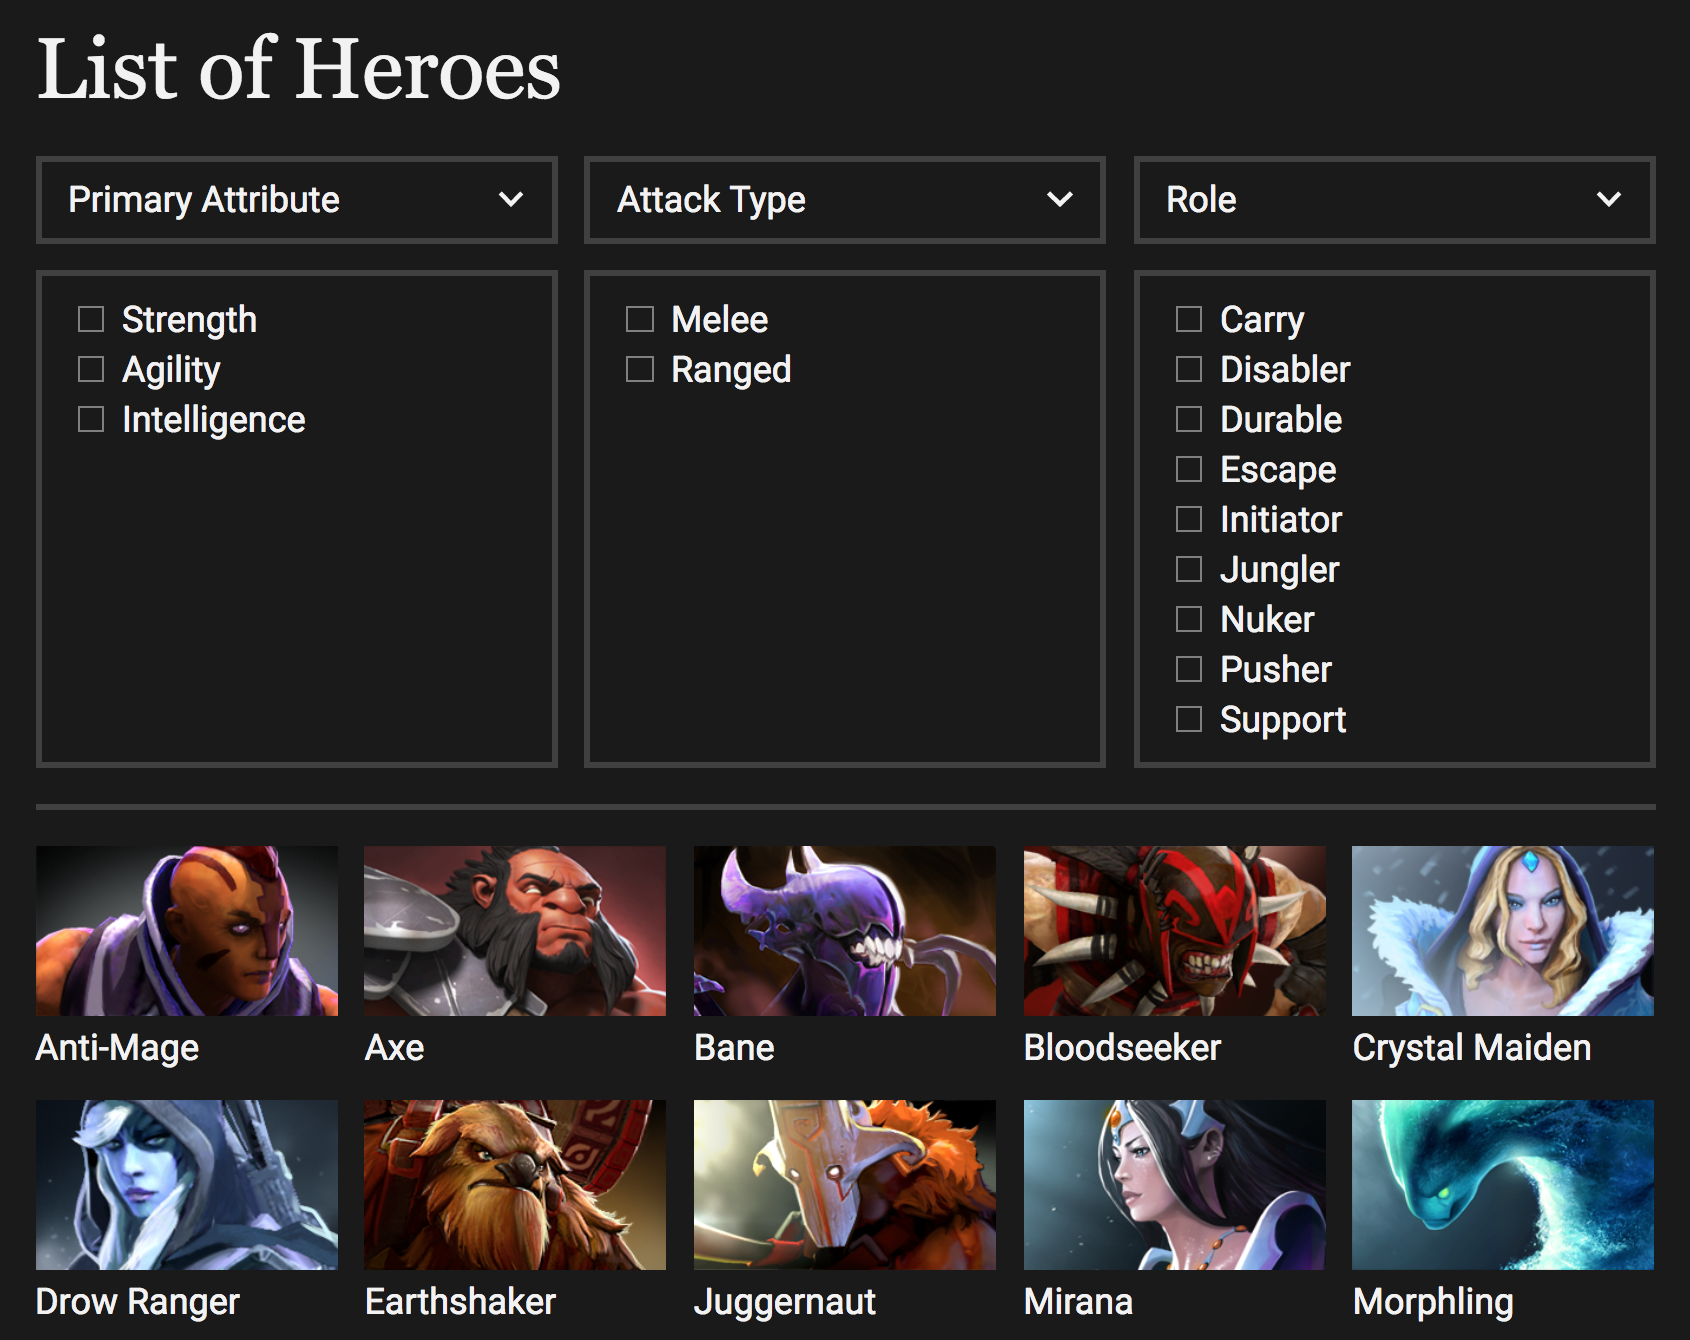 List of Heroes
Primary Attribute
Attack Type
Role
Strength
Agility
Intelligence
Melee
Ranged
Carry
Disabler
Durable
Escape
Initiator
Jungler
Nuker
Pusher
Support
Anti-Mage
Axe
Bane
Bloodseeker
Crystal Maiden
Drow Ranger
Earthshaker
Juggernaut
Mirana
Morphling